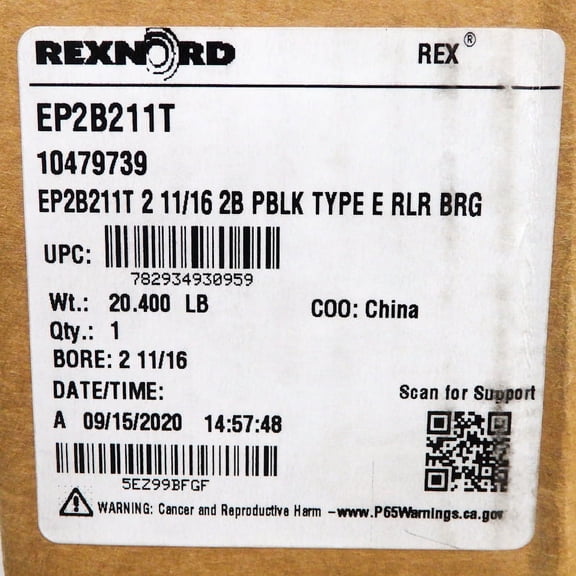 REXNORD REX®
EP2B211T
10479739
EP2B211T 2 11/16 2B PBLK TYPE E RLR BRG
UPC:
782934930959
Wt.: 20.400 LB COO: China
Qty.: 1
BORE: 2 11/16
DATE/TIME: Scan for Support
A 09/15/2020 14:57:48
5EZ99BFGF
WARNING: Cancer and Reproductive Harm -www.P65Warnings.ca.gov